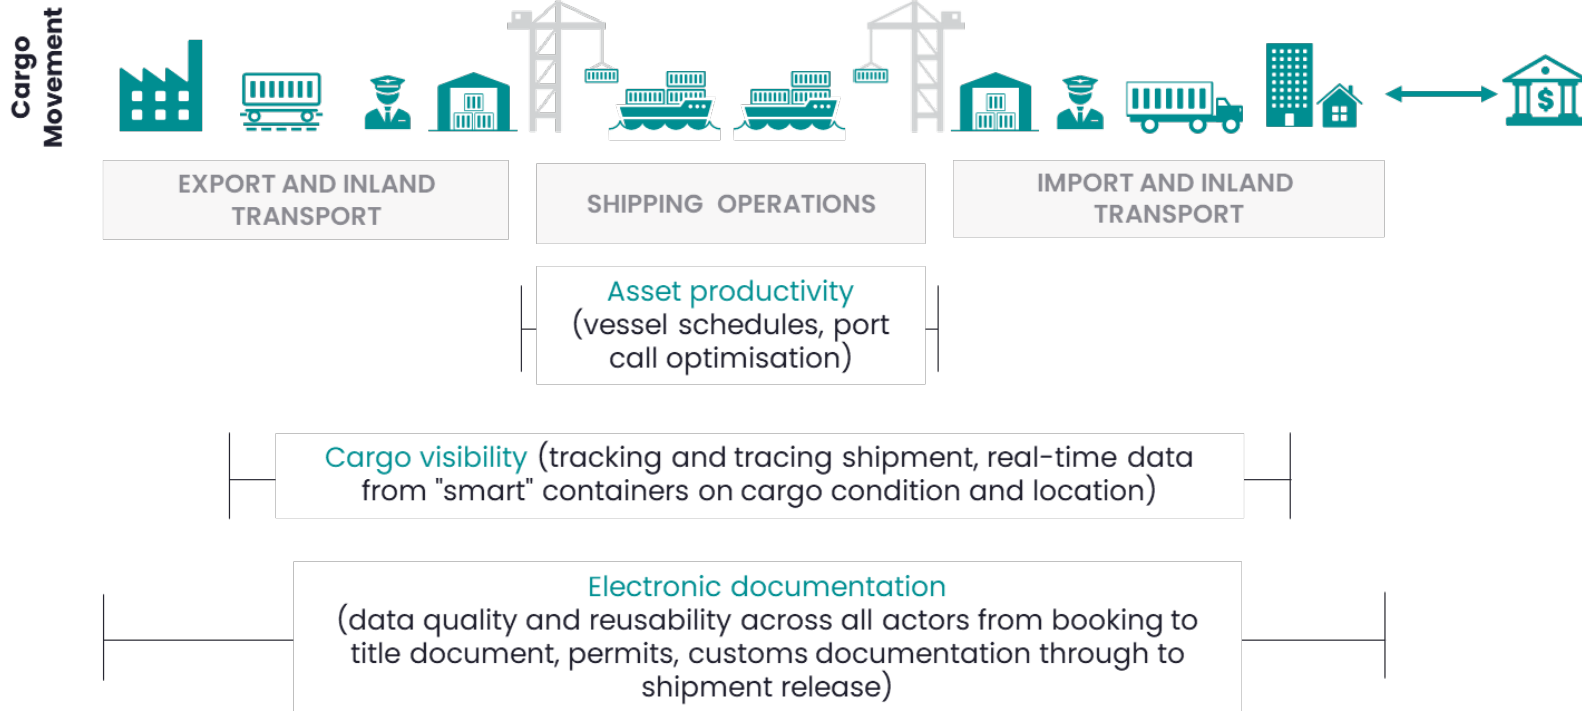 Cargo
Movement
$
EXPORT AND INLAND
TRANSPORT
SHIPPING OPERATIONS
IMPORT AND INLAND
TRANSPORT
Asset productivity
(vessel schedules, port
call optimisation)
Cargo visibility (tracking and tracing shipment, real-time data
from "smart" containers on cargo condition and location)
Electronic documentation
(data quality and reusability across all actors from booking to
title document, permits, customs documentation through to
shipment release)